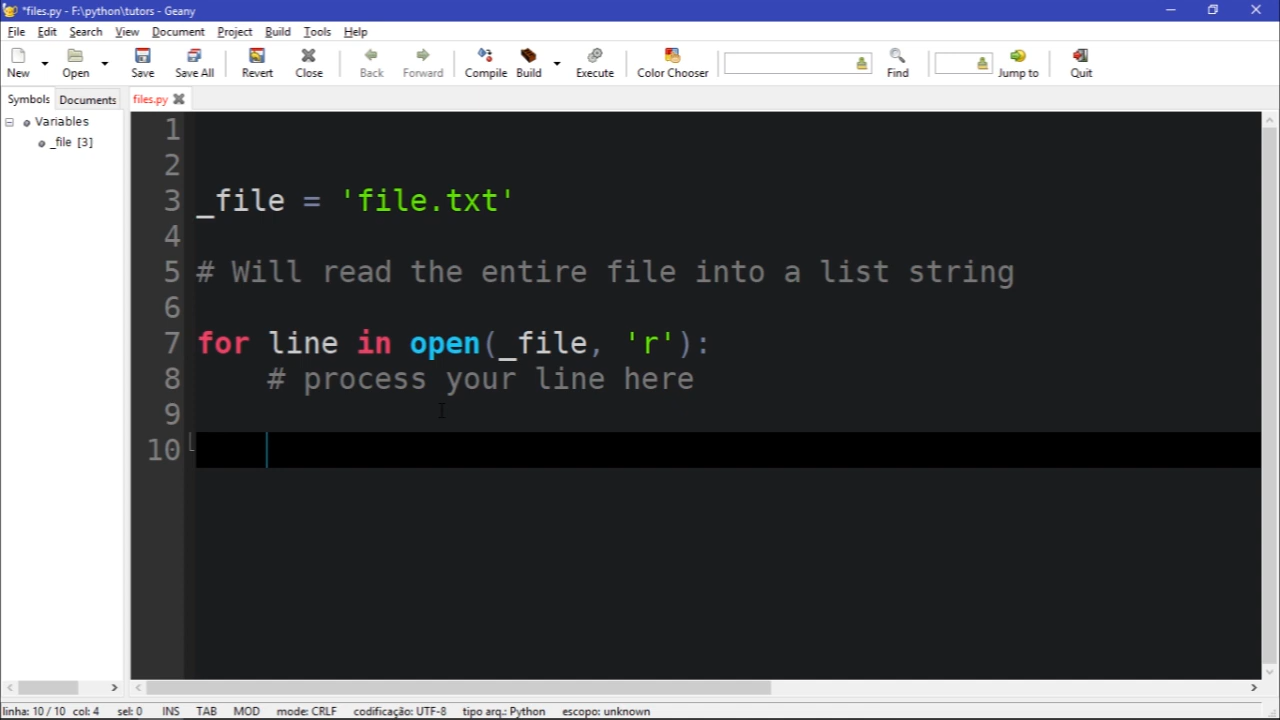 *files.py - F:\python\tutors - Geany
File Edit Search View Document Project Build Tools Help
New Open Save Save All Revert Close Back Forward Compile Build Execute Color Chooser Find Jump to Quit
Symbols Documents files.py
Variables
_file [3]
1
2
3 _file = 'file.txt'
4
5 # Will read the entire file into a list string
6
7 for line in open(_file, 'r'):
8 # process your line here
9
10
linha: 10 / 10 col: 4 sel: 0 INS TAB MOD mode: CRLF codificação: UTF-8 tipo arq.: Python escopo: unknown